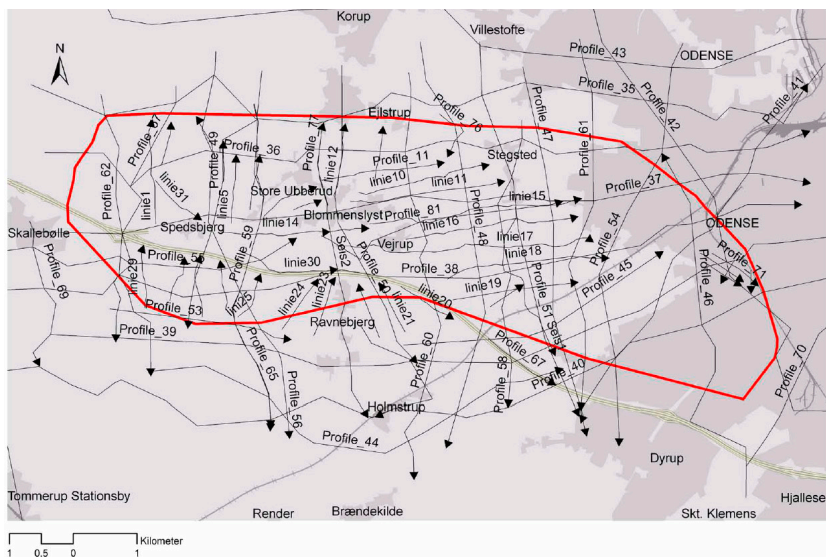 Korup
Villestofte
N
Profile_43
ODENSE
Profile_35
Profile_41
Profile_87
Profile_49
Profile_17
Eilstrup
Profile_76
Profile_47
Profile_61
Profile_42
Profile_36
linie12
Profile_11
Stegsted
Profile_62
linie1
linie31
linie5
Store Ubberud
linie10
linie11
linie15
Profile_37
Skallebølle
Spedsbjerg
linie14
Blommenslyst
Profile_81
linie16
Profile_54
ODENSE
Profile_59
Seis2
Vejrup
Profile_48
linie17
linie18
Profile_69
linie29
linie30
Profile_38
Profile_45
Profile_46
Profile_71
linie25
linie24
linie23
linie21
linie20
linie19
Profile_53
Profile_39
Ravnebjerg
Profile_60
Profile_51
Seis1
Profile_67
Profile_70
Profile_65
Profile_56
Profile_58
Profile_40
Holmstrup
Profile_44
Dyrup
Tommerup Stationsby
Render
Brændekilde
Skt. Klemens
Hjallese
Kilometer
1 0.5 0 1